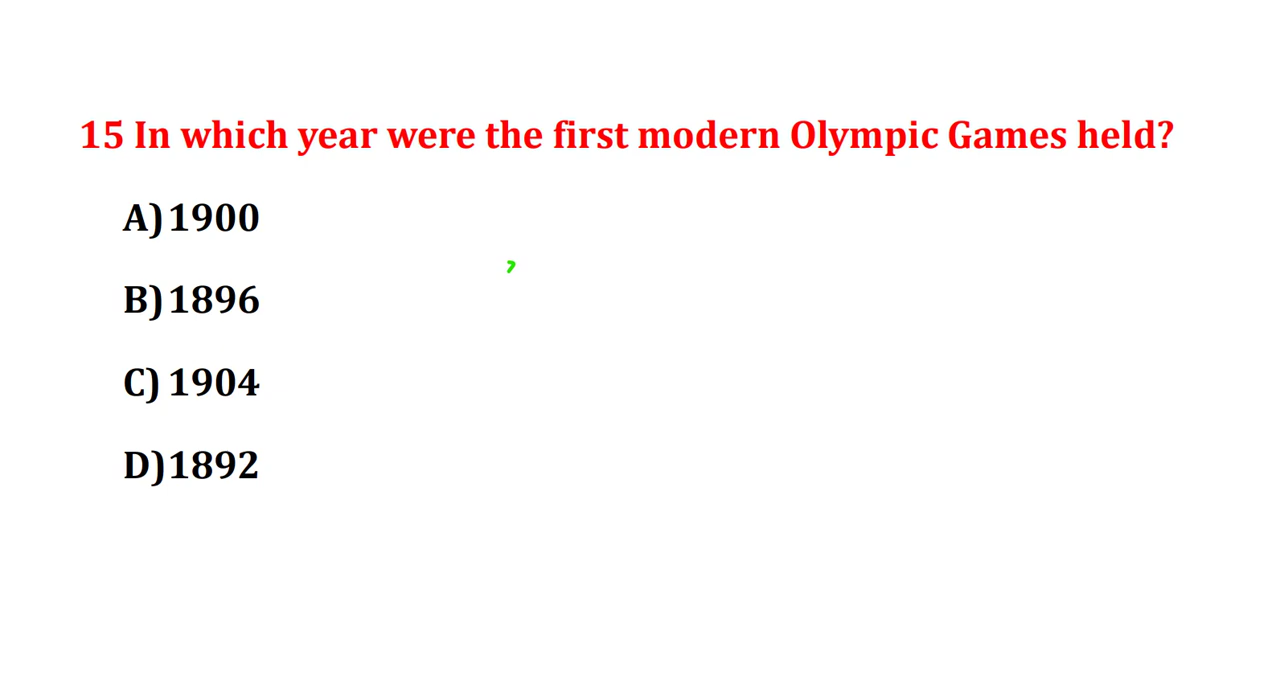 15 In which year were the first modern Olympic Games held?
A) 1900
B) 1896
C) 1904
D) 1892